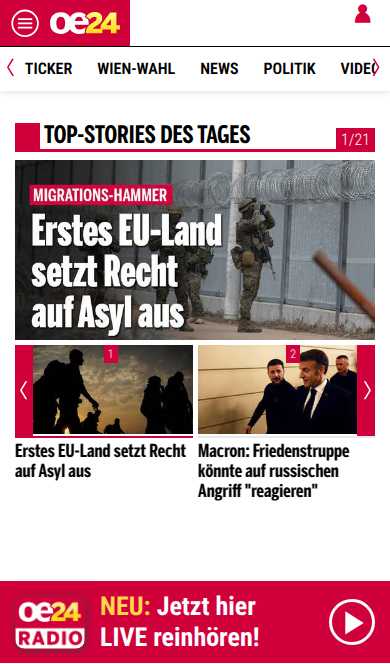 oe24
TICKER WIEN-WAHL NEWS POLITIK VIDEO
TOP-STORIES DES TAGES
1/21
MIGRATIONS-HAMMER
Erstes EU-Land
setzt Recht
auf Asyl aus
1
2
Erstes EU-Land setzt Recht
auf Asyl aus
Macron: Friedenstruppe
könnte auf russischen
Angriff "reagieren"
oe24
RADIO
NEU: Jetzt hier
LIVE reinhören!